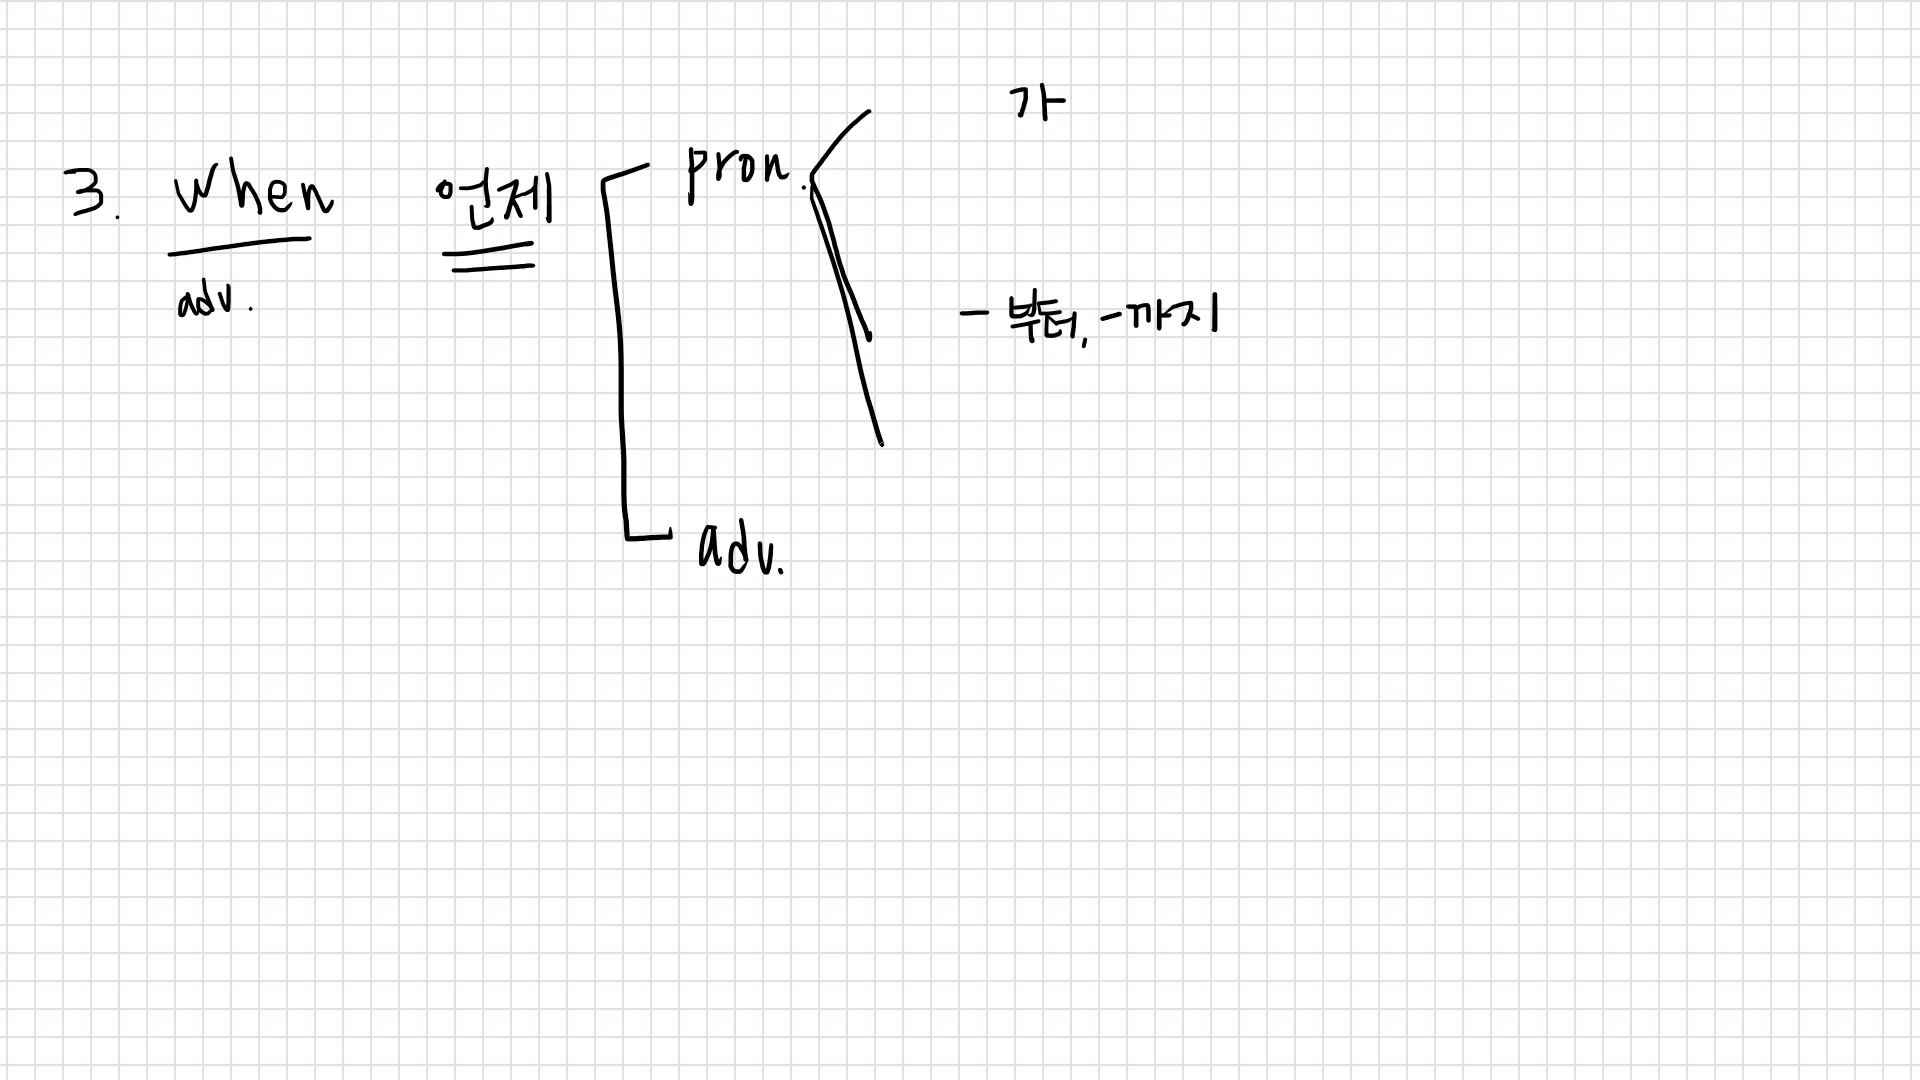 가
3. when 언제 pron.
adv. -부터, -까지
adv.